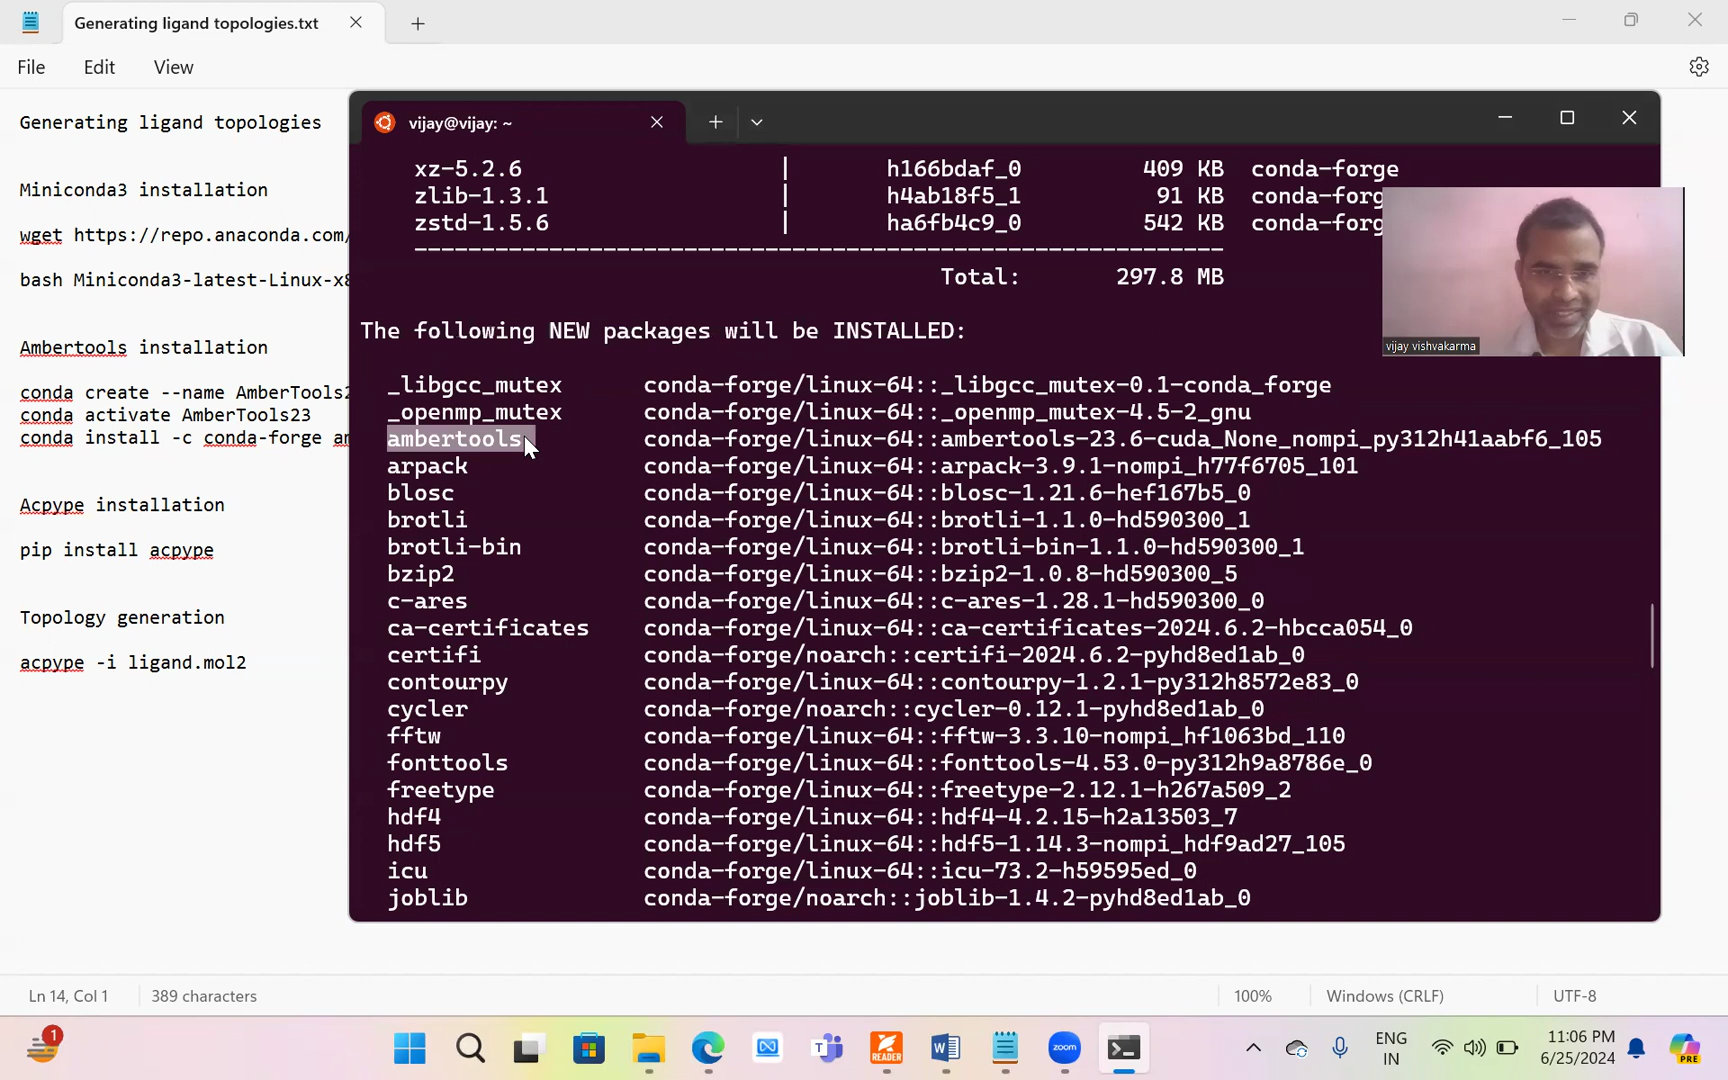 Generating ligand topologies.txt
File Edit View
Generating ligand topologies
Miniconda3 installation
wget https://repo.anaconda.com/
bash Miniconda3-latest-Linux-x8
Ambertools installation
conda create --name AmberTools2
conda activate AmberTools23
conda install -c conda-forge am
Acpype installation
pip install acpype
Topology generation
acpype -i ligand.mol2
vijay@vijay: ~
xz-5.2.6 | h166bdaf_0 409 KB conda-forge
zlib-1.3.1 | h4ab18f5_1 91 KB conda-forg
zstd-1.5.6 | ha6fb4c9_0 542 KB conda-forg
------------------------------------------------------------
Total: 297.8 MB
The following NEW packages will be INSTALLED:
_libgcc_mutex conda-forge/linux-64::_libgcc_mutex-0.1-conda_forge
_openmp_mutex conda-forge/linux-64::_openmp_mutex-4.5-2_gnu
ambertools conda-forge/linux-64::ambertools-23.6-cuda_None_nompi_py312h41aabf6_105
arpack conda-forge/linux-64::arpack-3.9.1-nompi_h77f6705_101
blosc conda-forge/linux-64::blosc-1.21.6-hef167b5_0
brotli conda-forge/linux-64::brotli-1.1.0-hd590300_1
brotli-bin conda-forge/linux-64::brotli-bin-1.1.0-hd590300_1
bzip2 conda-forge/linux-64::bzip2-1.0.8-hd590300_5
c-ares conda-forge/linux-64::c-ares-1.28.1-hd590300_0
ca-certificates conda-forge/linux-64::ca-certificates-2024.6.2-hbcca054_0
certifi conda-forge/noarch::certifi-2024.6.2-pyhd8ed1ab_0
contourpy conda-forge/linux-64::contourpy-1.2.1-py312h8572e83_0
cycler conda-forge/noarch::cycler-0.12.1-pyhd8ed1ab_0
fftw conda-forge/linux-64::fftw-3.3.10-nompi_hf1063bd_110
fonttools conda-forge/linux-64::fonttools-4.53.0-py312h9a8786e_0
freetype conda-forge/linux-64::freetype-2.12.1-h267a509_2
hdf4 conda-forge/linux-64::hdf4-4.2.15-h2a13503_7
hdf5 conda-forge/linux-64::hdf5-1.14.3-nompi_hdf9ad27_105
icu conda-forge/linux-64::icu-73.2-h59595ed_0
joblib conda-forge/noarch::joblib-1.4.2-pyhd8ed1ab_0
vijay vishvakarma
Ln 14, Col 1 389 characters 100% Windows (CRLF) UTF-8
1 READER zoom ENG IN 11:06 PM 6/25/2024 PRE